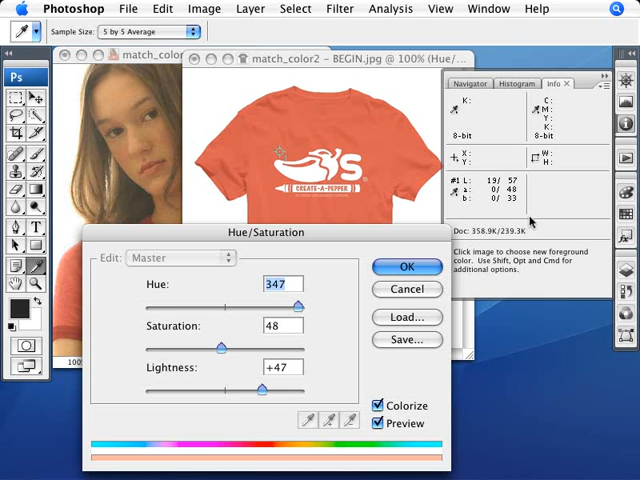 Photoshop File Edit Image Layer Select Filter Analysis View Window Help
Sample Size: 5 by 5 Average
match_color
match_color2 – BEGIN.jpg @ 100% (Hue/
Ps
Navigator Histogram Info ×
K: C:
M:
Y:
K:
8-bit 8-bit
X: W:
Y: H:
#1 L: 19/ 57
a: 0/ 48
b: 0/ 33
Doc: 358.9K/239.3K
Click image to choose new foreground
color. Use Shift, Opt and Cmd for
additional options.
S
CREATE-A-PEPPER
Hue/Saturation
Edit: Master
Hue: 347
Saturation: 48
Lightness: +47
OK
Cancel
Load...
Save...
Colorize
Preview
T
100%